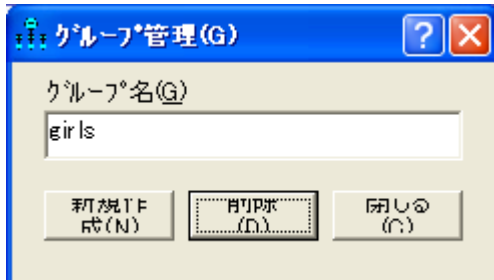 ｸﾞﾙｰﾌﾟ管理(G)
ｸﾞﾙｰﾌﾟ名(G)
girls
新規作
成(N)
削除
(D)
閉じる
(C)